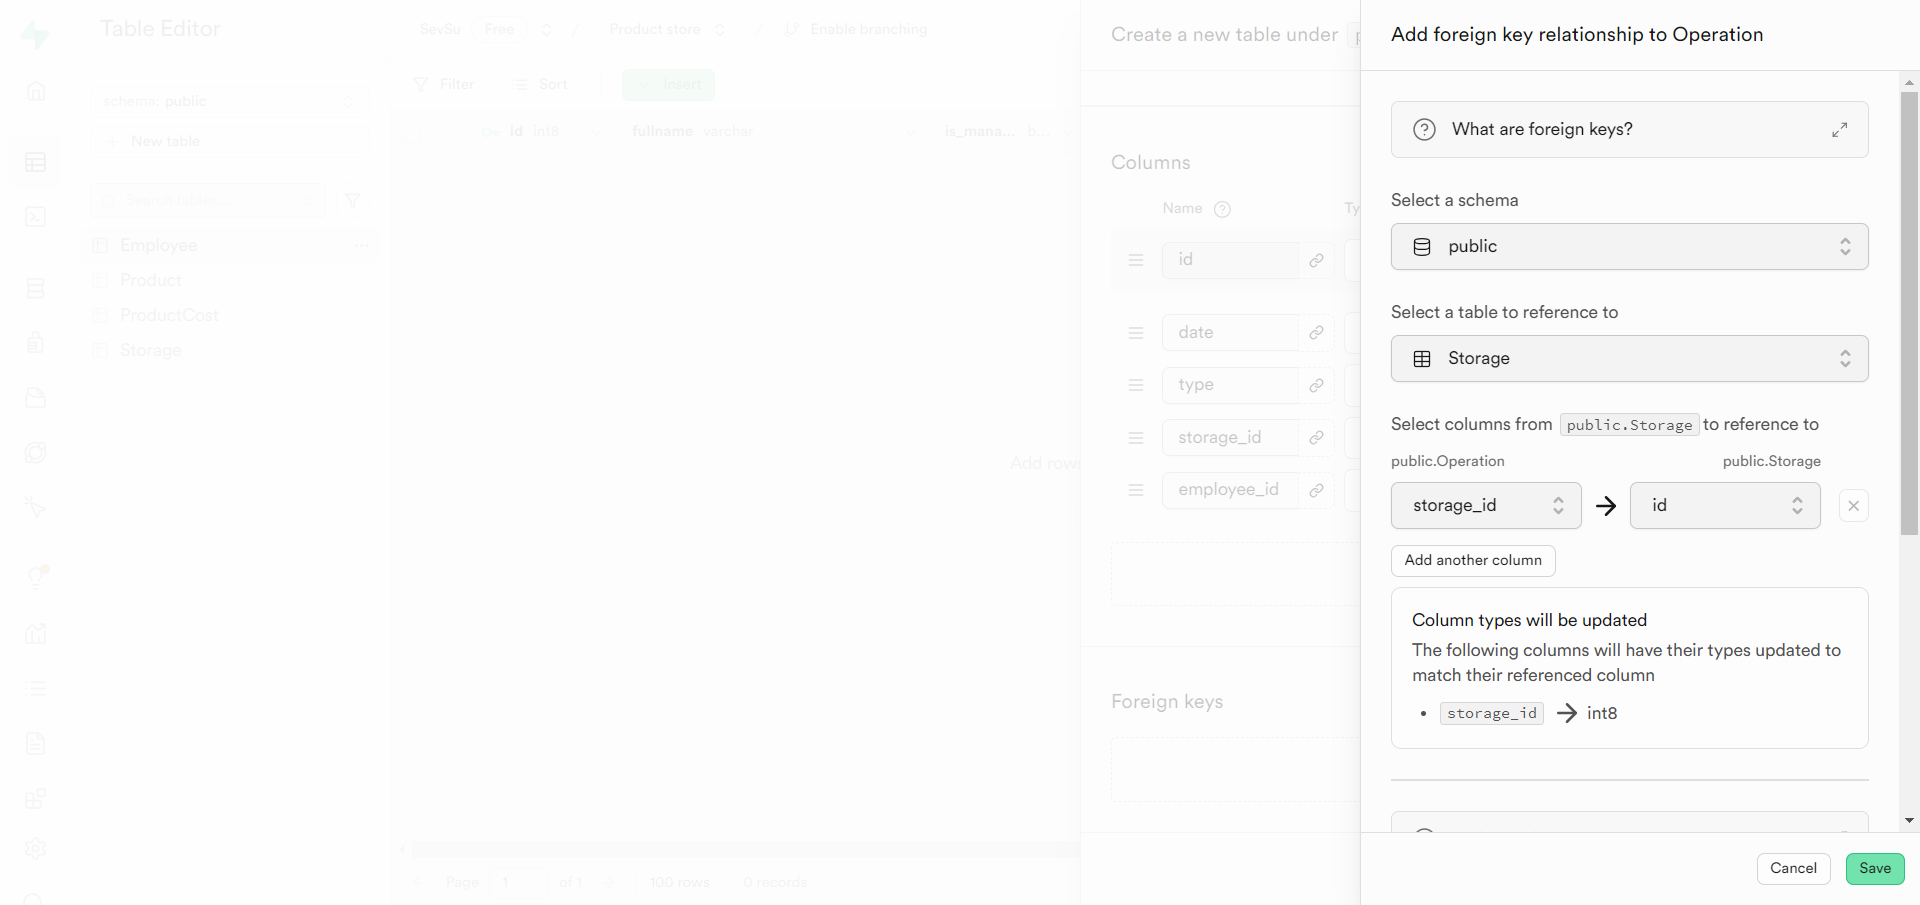 Table Editor
SevSu Free / Product store / Enable branching
Create a new table under
Add foreign key relationship to Operation
Filter Sort Insert
schema: public
New table
id int8 fullname varchar is_mana... b...
Search tables...
Employee
Product
ProductCost
Storage
Add rows
Page 1 of 1 100 rows 0 records
Columns
Name
id
date
type
storage_id
employee_id
Foreign keys
What are foreign keys?
Select a schema
public
Select a table to reference to
Storage
Select columns from public.Storage to reference to
public.Operation public.Storage
storage_id id
Add another column
Column types will be updated
The following columns will have their types updated to
match their referenced column
• storage_id → int8
Cancel Save